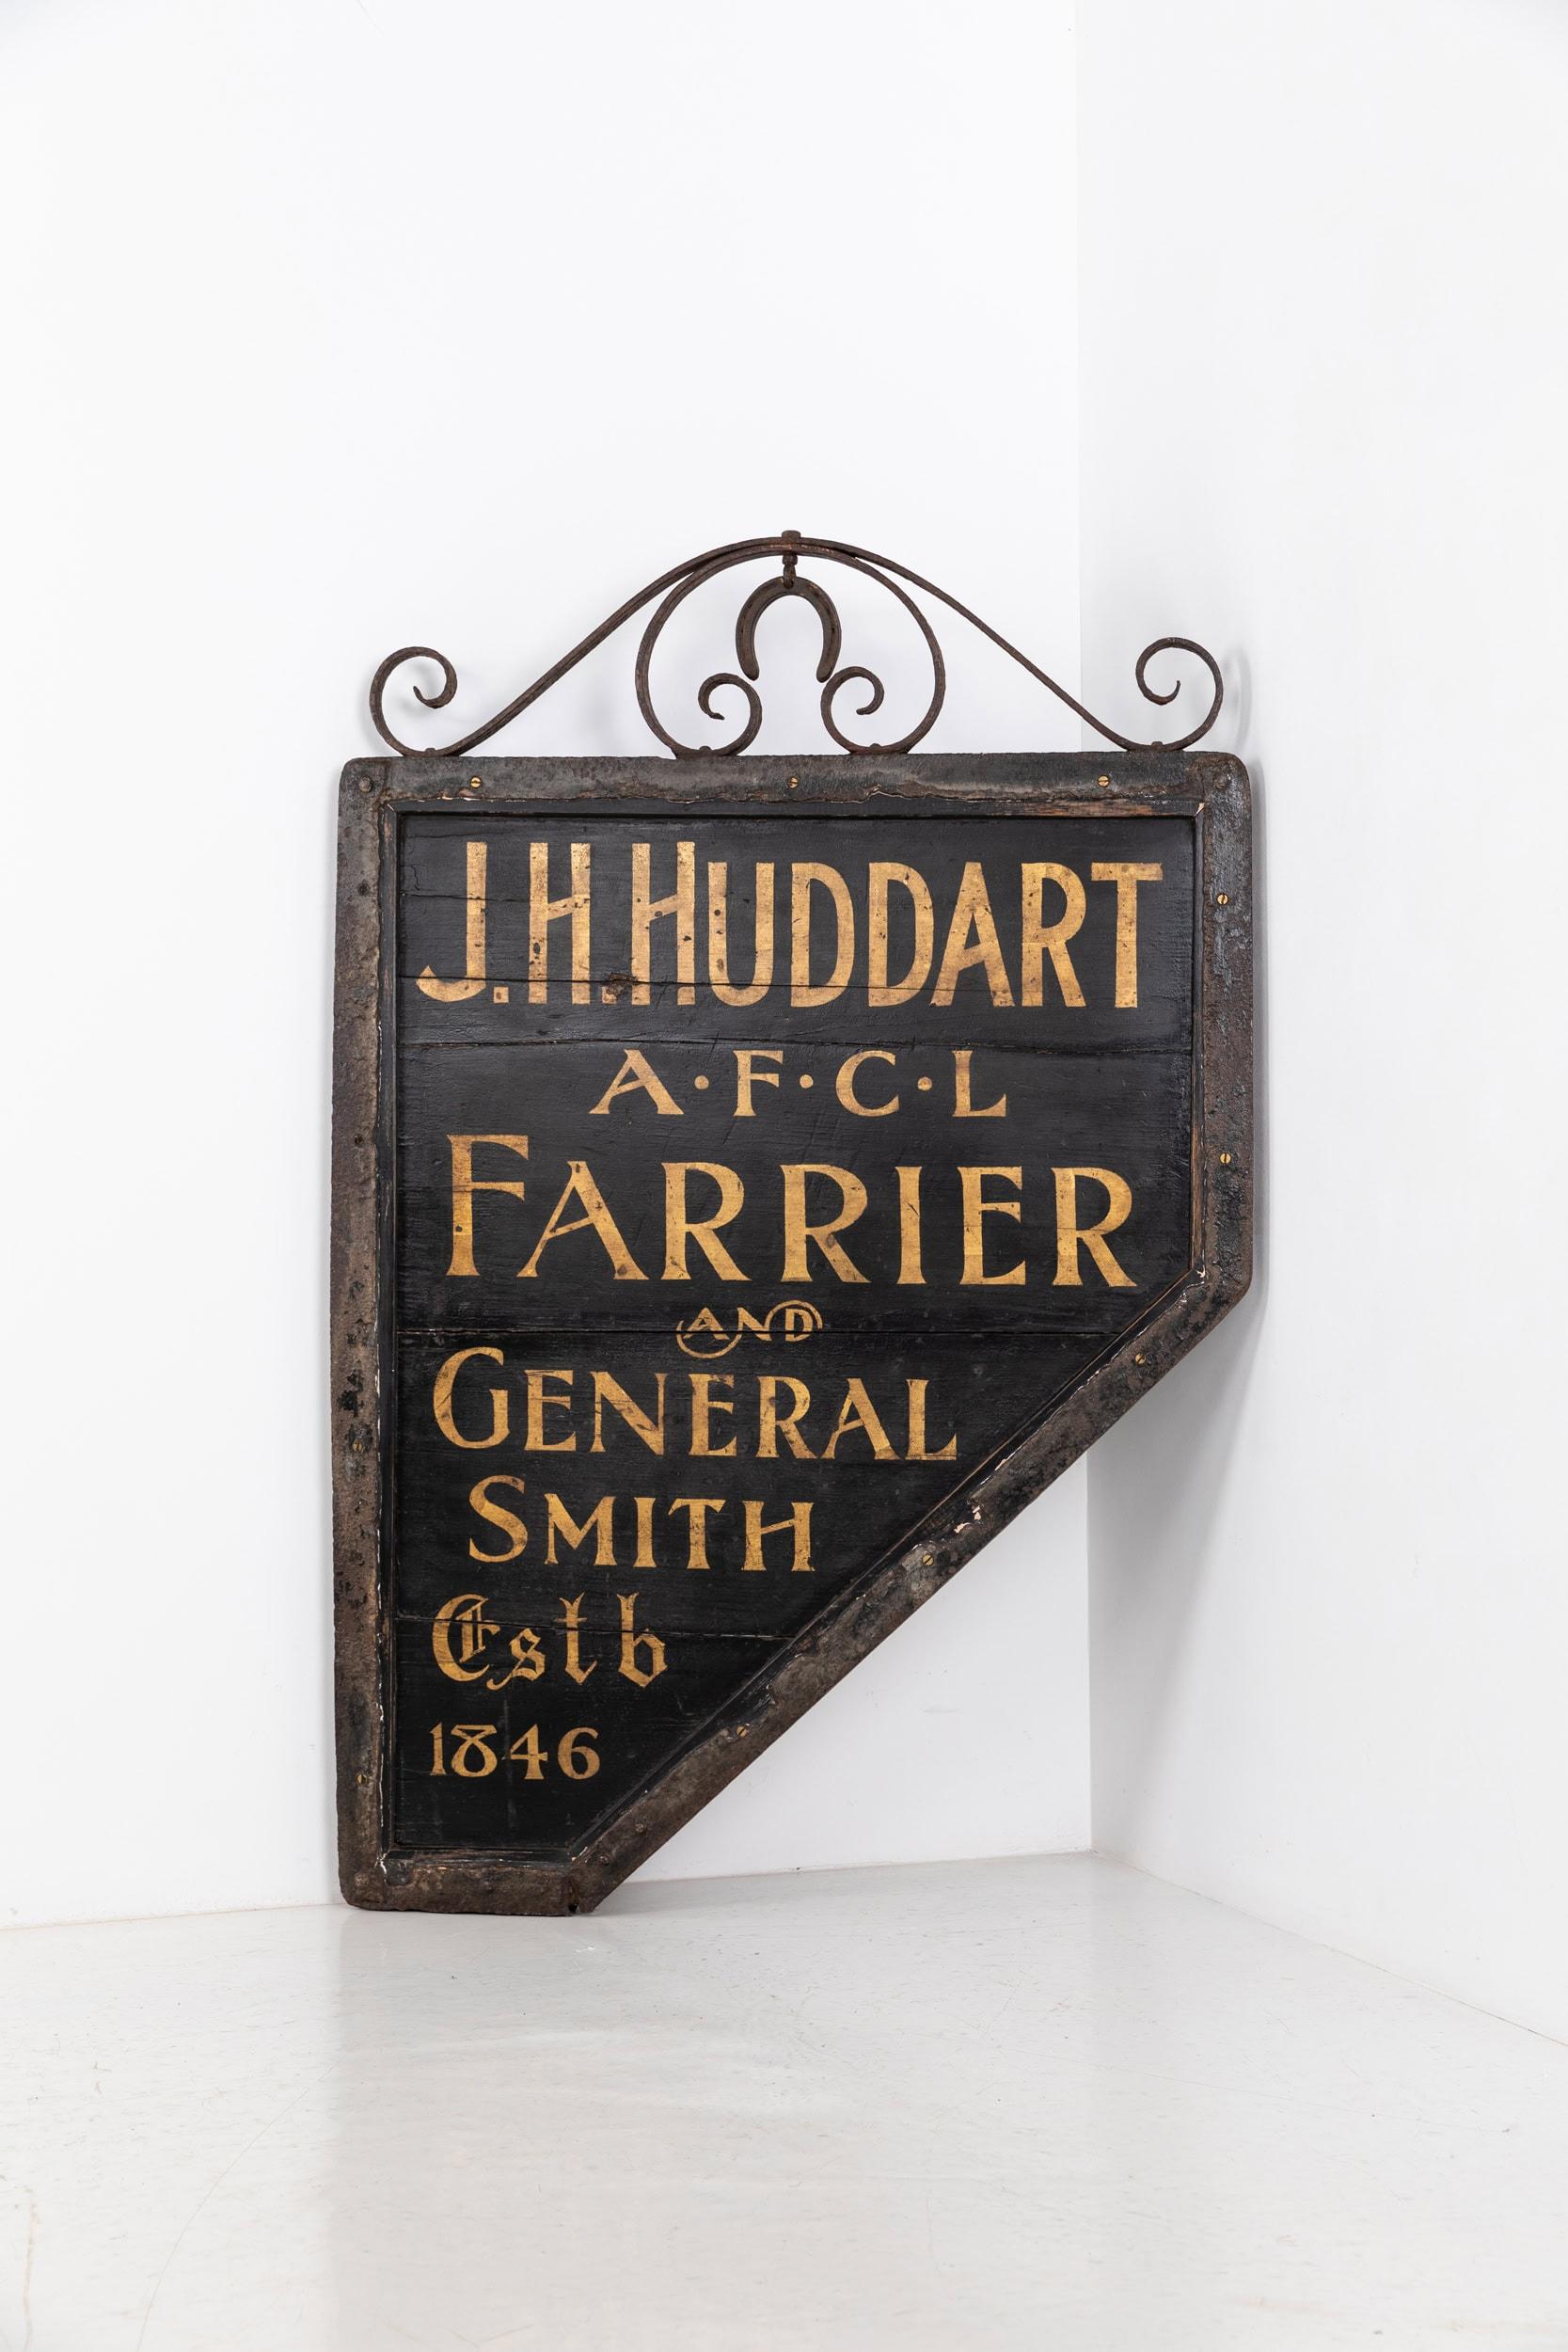 J.H.HUDDART
A·F·C·L
FARRIER
AND
GENERAL
SMITH
Estb
1846